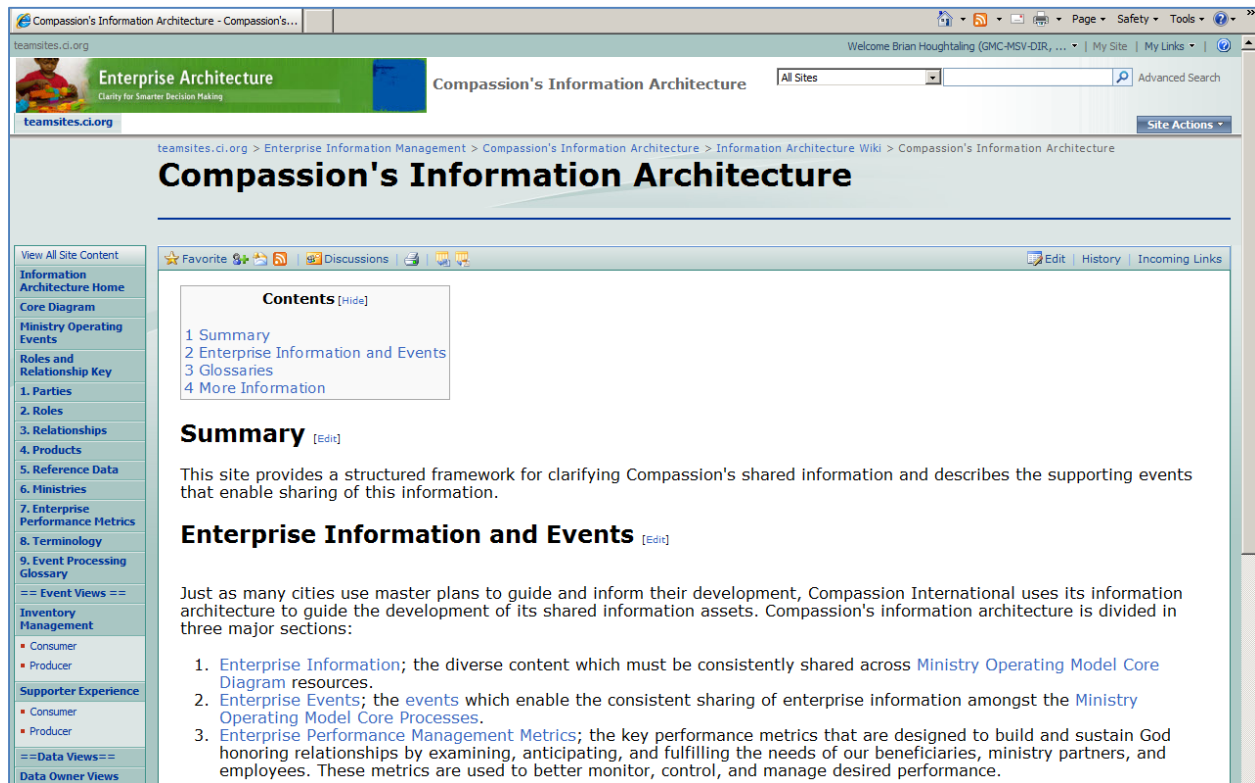 Compassion's Information Architecture - Compassion's...
Page Safety Tools
teamsites.ci.org
Welcome Brian Houghtaling (GMC-MSV-DIR, ... | My Site | My Links |
Enterprise Architecture
Clarity for Smarter Decision Making
Compassion's Information Architecture
All Sites
Advanced Search
teamsites.ci.org
Site Actions
teamsites.ci.org > Enterprise Information Management > Compassion's Information Architecture > Information Architecture Wiki > Compassion's Information Architecture
Compassion's Information Architecture
View All Site Content
Information
Architecture Home
Core Diagram
Ministry Operating
Events
Roles and
Relationship Key
1. Parties
2. Roles
3. Relationships
4. Products
5. Reference Data
6. Ministries
7. Enterprise
Performance Metrics
8. Terminology
9. Event Processing
Glossary
== Event Views ==
Inventory
Management
Consumer
Producer
Supporter Experience
Consumer
Producer
==Data Views==
Data Owner Views
Favorite | Discussions | |
Edit | History | Incoming Links
Contents [Hide]
1 Summary
2 Enterprise Information and Events
3 Glossaries
4 More Information
Summary [Edit]
This site provides a structured framework for clarifying Compassion's shared information and describes the supporting events
that enable sharing of this information.
Enterprise Information and Events [Edit]
Just as many cities use master plans to guide and inform their development, Compassion International uses its information
architecture to guide the development of its shared information assets. Compassion's information architecture is divided in
three major sections:
1. Enterprise Information; the diverse content which must be consistently shared across Ministry Operating Model Core
Diagram resources.
2. Enterprise Events; the events which enable the consistent sharing of enterprise information amongst the Ministry
Operating Model Core Processes.
3. Enterprise Performance Management Metrics; the key performance metrics that are designed to build and sustain God
honoring relationships by examining, anticipating, and fulfilling the needs of our beneficiaries, ministry partners, and
employees. These metrics are used to better monitor, control, and manage desired performance.